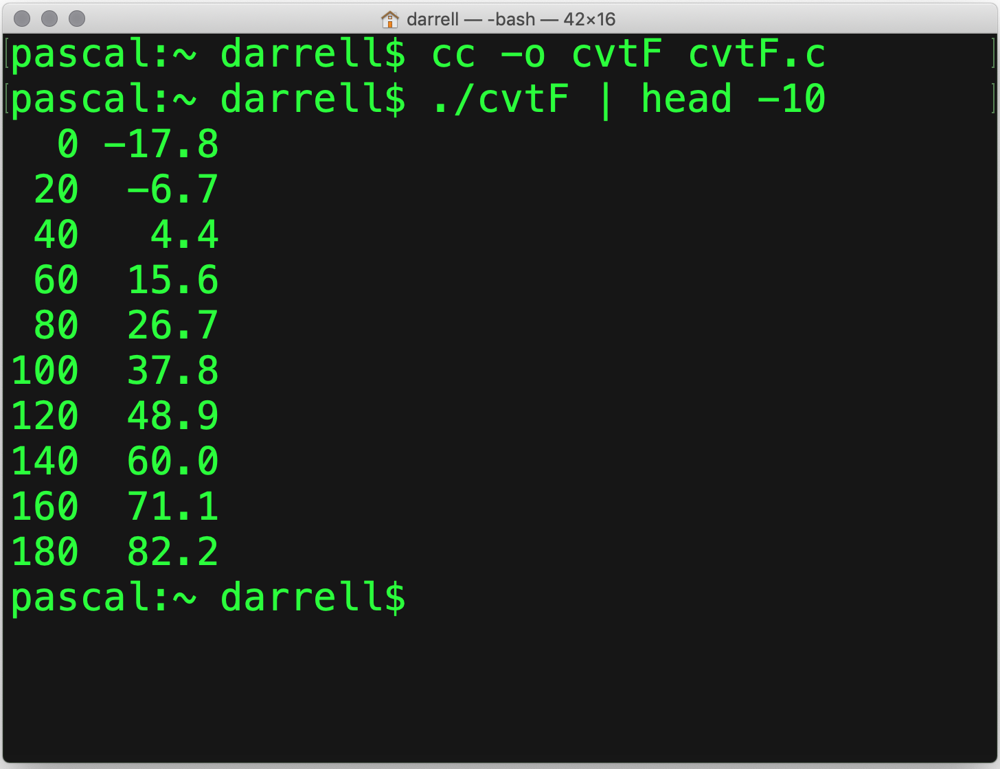 darrell — -bash — 42×16
pascal:~ darrell$ cc -o cvtF cvtF.c
pascal:~ darrell$ ./cvtF | head -10
  0 -17.8
 20  -6.7
 40   4.4
 60  15.6
 80  26.7
100  37.8
120  48.9
140  60.0
160  71.1
180  82.2
pascal:~ darrell$